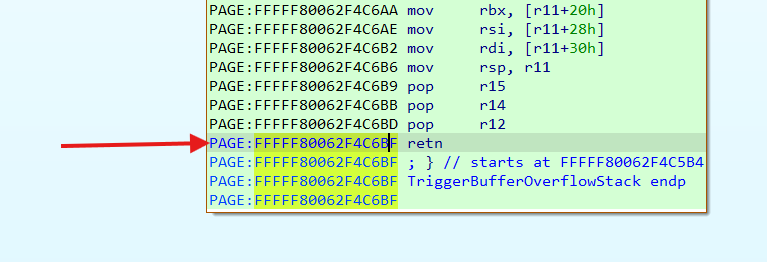 PAGE:FFFFF80062F4C6AA mov     rbx, [r11+20h]
PAGE:FFFFF80062F4C6AE mov     rsi, [r11+28h]
PAGE:FFFFF80062F4C6B2 mov     rdi, [r11+30h]
PAGE:FFFFF80062F4C6B6 mov     rsp, r11
PAGE:FFFFF80062F4C6B9 pop     r15
PAGE:FFFFF80062F4C6BB pop     r14
PAGE:FFFFF80062F4C6BD pop     r12
PAGE:FFFFF80062F4C6BF retn
PAGE:FFFFF80062F4C6BF ; } // starts at FFFFF80062F4C5B4
PAGE:FFFFF80062F4C6BF TriggerBufferOverflowStack endp
PAGE:FFFFF80062F4C6BF